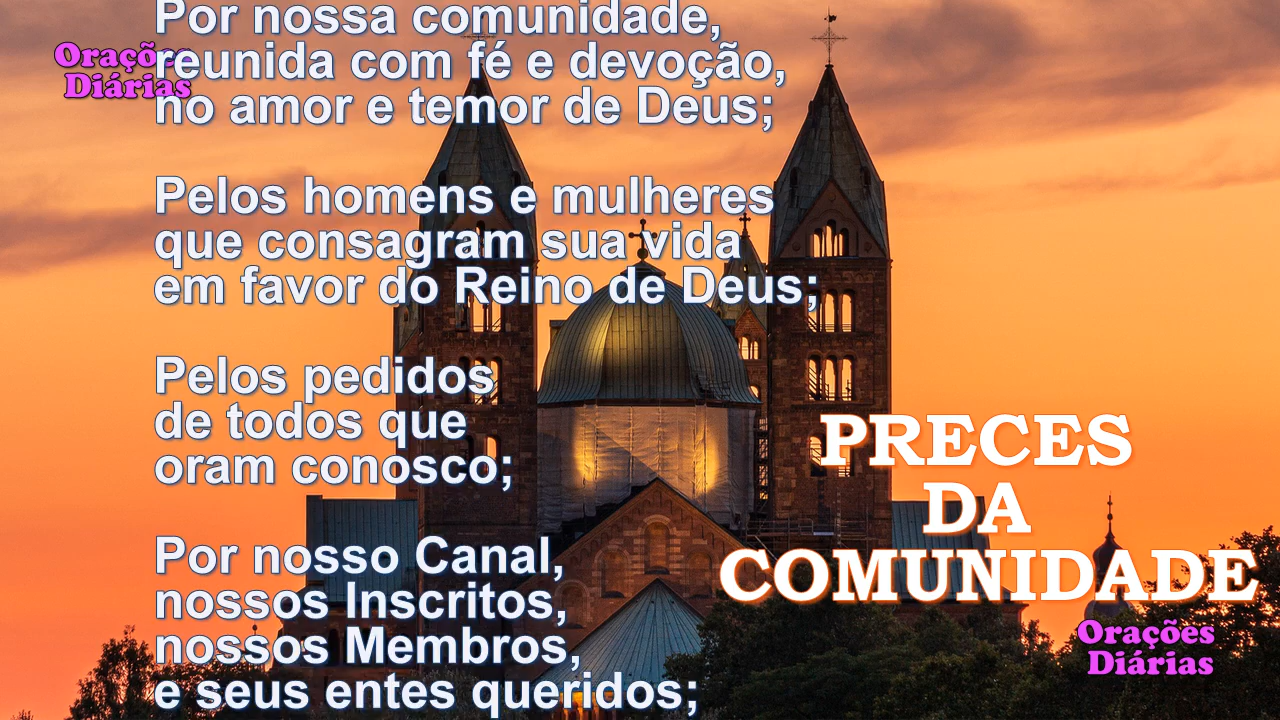 Por nossa comunidade,
reunida com fé e devoção,
no amor e temor de Deus;
Pelos homens e mulheres
que consagram sua vida
em favor do Reino de Deus;
Pelos pedidos
de todos que
oram conosco;
Por nosso Canal,
nossos Inscritos,
nossos Membros,
e seus entes queridos;
Orações
Diárias
PRECES
DA
COMUNIDADE
Orações
Diárias